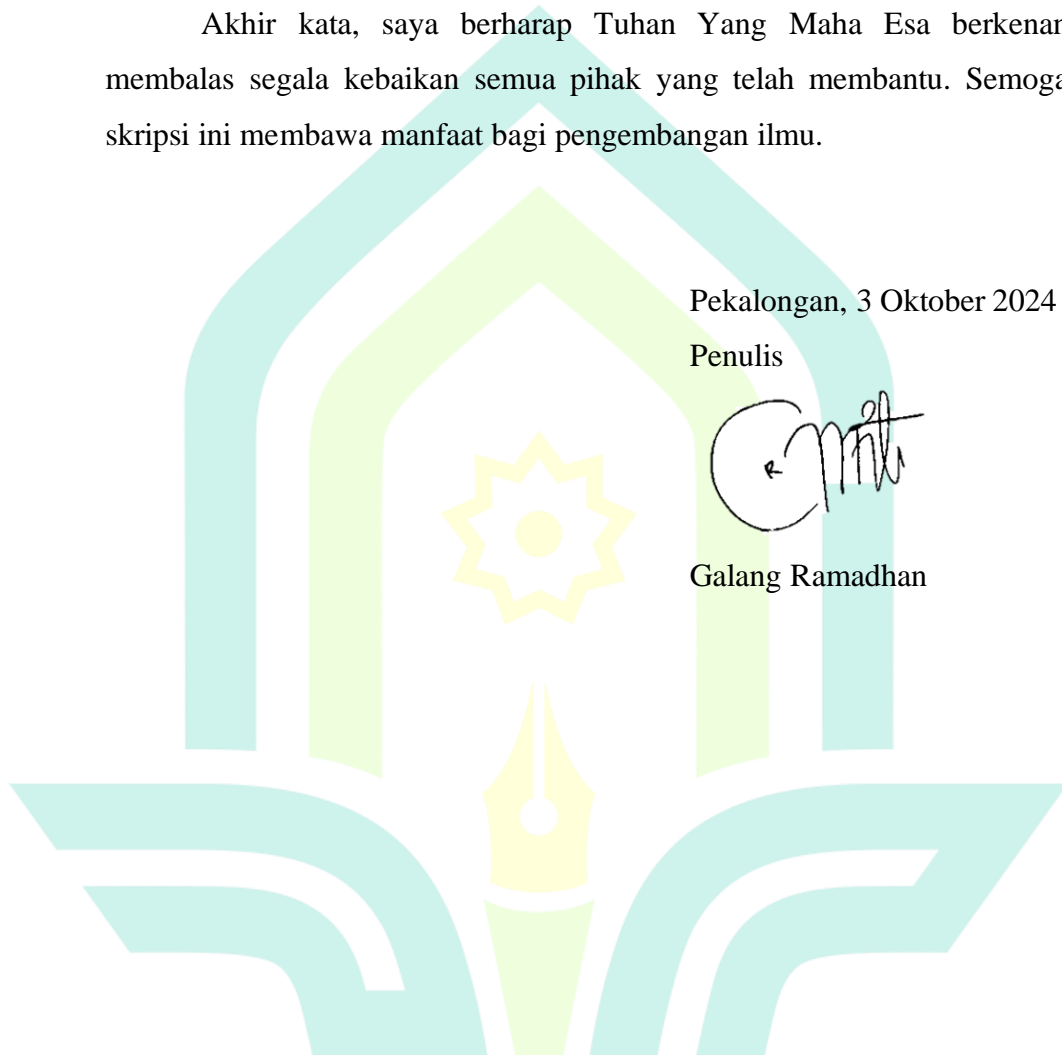 Akhir kata, saya berharap Tuhan Yang Maha Esa berkenan
membalas segala kebaikan semua pihak yang telah membantu. Semoga
skripsi ini membawa manfaat bagi pengembangan ilmu.
Pekalongan, 3 Oktober 2024
Penulis
Galang Ramadhan